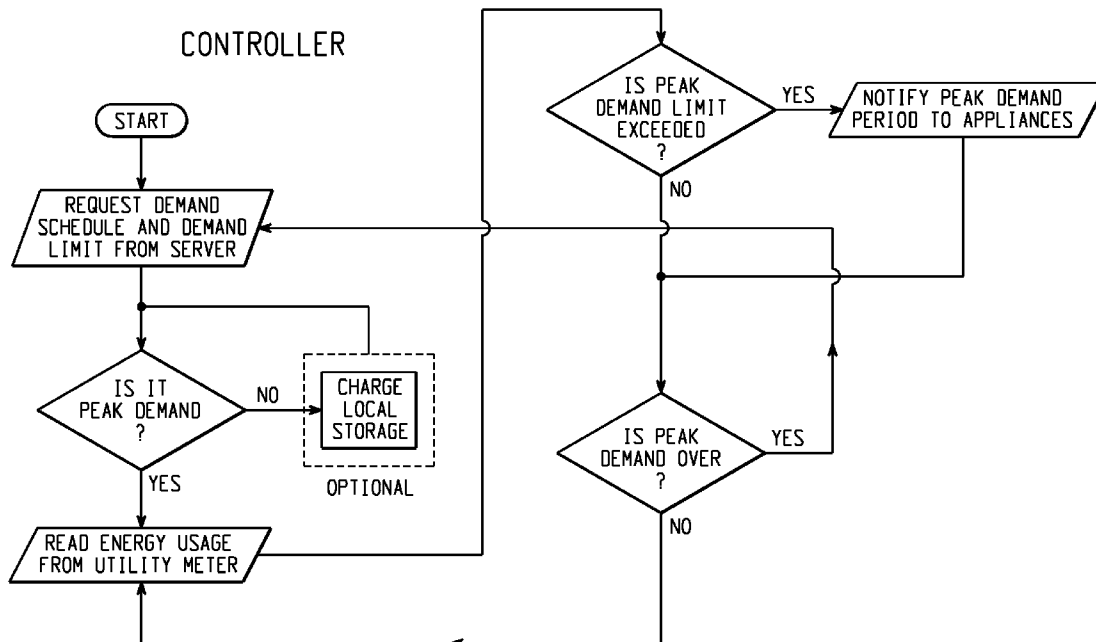 CONTROLLER
START
REQUEST DEMAND
SCHEDULE AND DEMAND
LIMIT FROM SERVER
IS IT
PEAK DEMAND
?
NO
CHARGE
LOCAL
STORAGE
OPTIONAL
YES
READ ENERGY USAGE
FROM UTILITY METER
IS PEAK
DEMAND LIMIT
EXCEEDED
?
YES
NOTIFY PEAK DEMAND
PERIOD TO APPLIANCES
NO
IS PEAK
DEMAND OVER
?
YES
NO